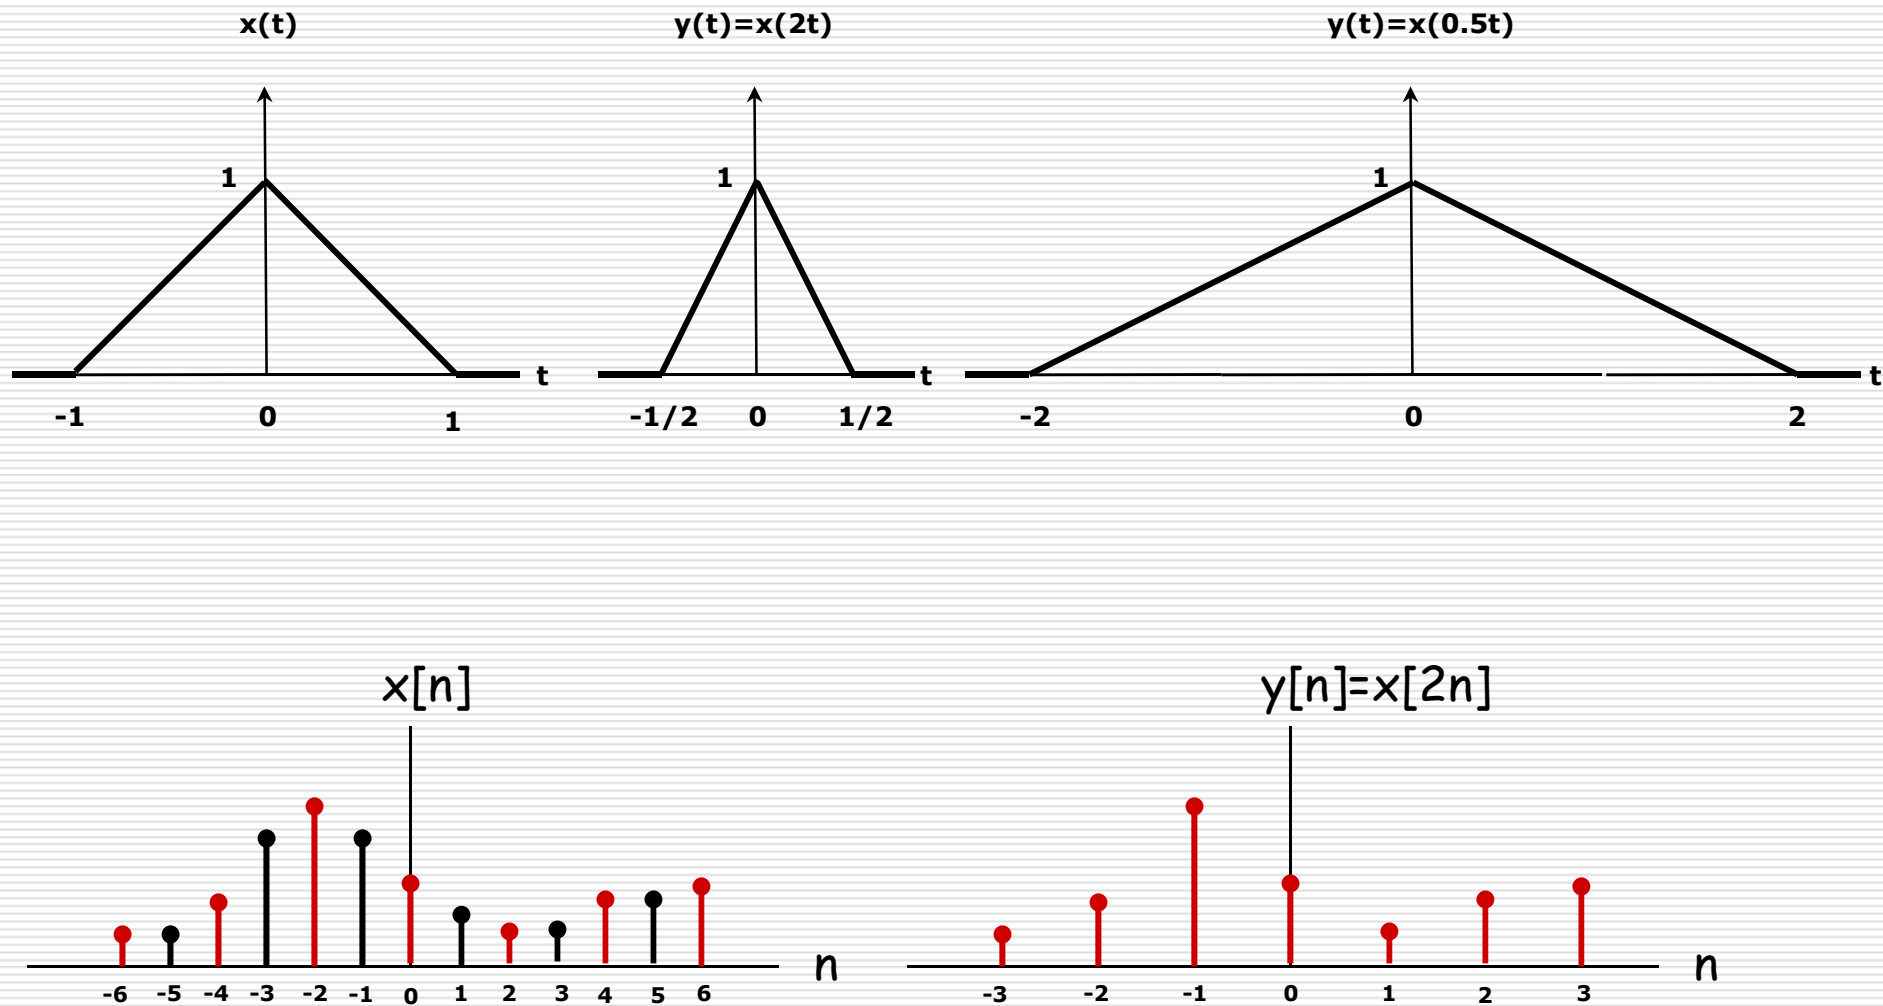 x(t)
y(t)=x(2t)
y(t)=x(0.5t)
1
1
1
t
t
t
-1 0 1
-1/2 0 1/2
-2 0 2
x[n]
y[n]=x[2n]
n
n
-6 -5 -4 -3 -2 -1 0 1 2 3 4 5 6
-3 -2 -1 0 1 2 3